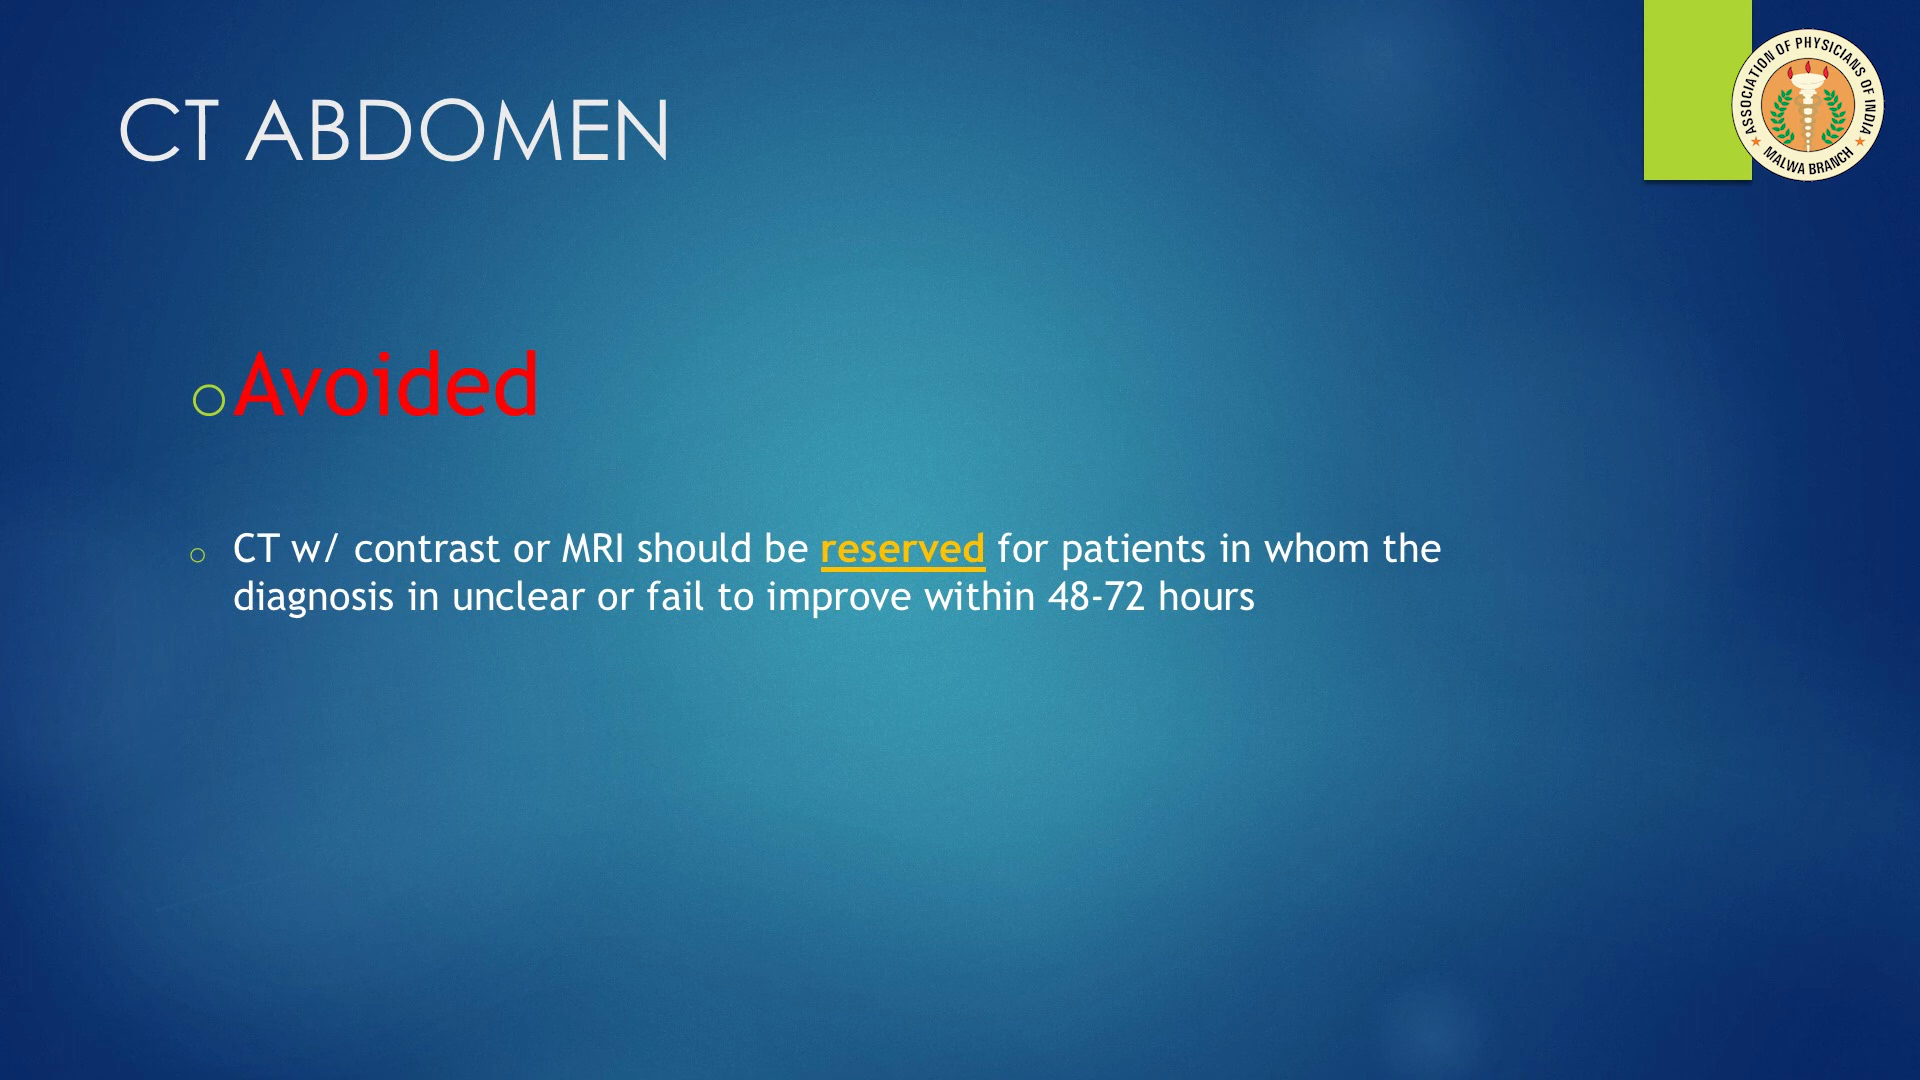 CT ABDOMEN
ASSOCIATION OF PHYSICIANS OF INDIA
MALWA BRANCH
Avoided
CT w/ contrast or MRI should be reserved for patients in whom the
diagnosis in unclear or fail to improve within 48-72 hours